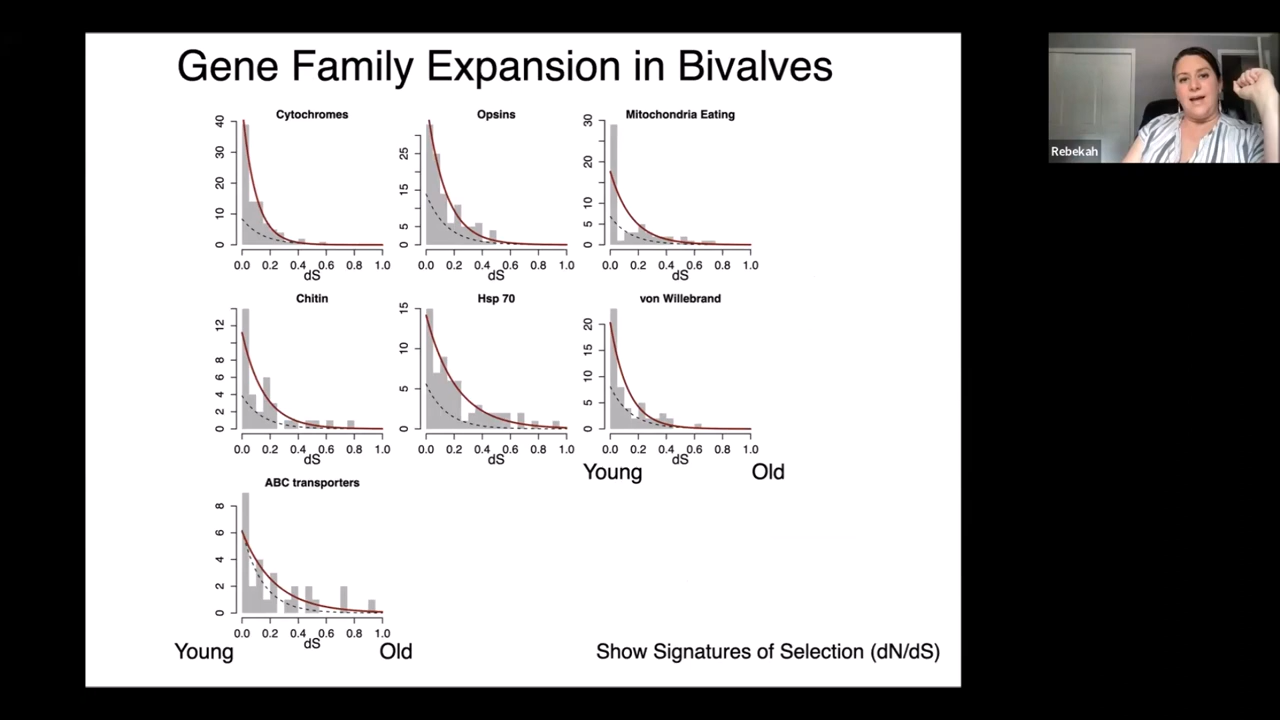 Gene Family Expansion in Bivalves
Rebekah
Cytochromes
40
30
20
10
0
0.0 0.2 0.4 0.6 0.8 1.0
dS
Opsins
25
15
5
0
0.0 0.2 0.4 0.6 0.8 1.0
dS
Mitochondria Eating
30
20
10
5
0
0.0 0.2 0.4 0.6 0.8 1.0
dS
Chitin
12
8
6
4
2
0
0.0 0.2 0.4 0.6 0.8 1.0
dS
Hsp 70
15
10
5
0
0.0 0.2 0.4 0.6 0.8 1.0
dS
von Willebrand
20
15
10
5
0
0.0 0.2 0.4 0.6 0.8 1.0
dS
Young Old
ABC transporters
8
6
4
2
0
0.0 0.2 0.4 0.6 0.8 1.0
dS
Young Old
Show Signatures of Selection (dN/dS)